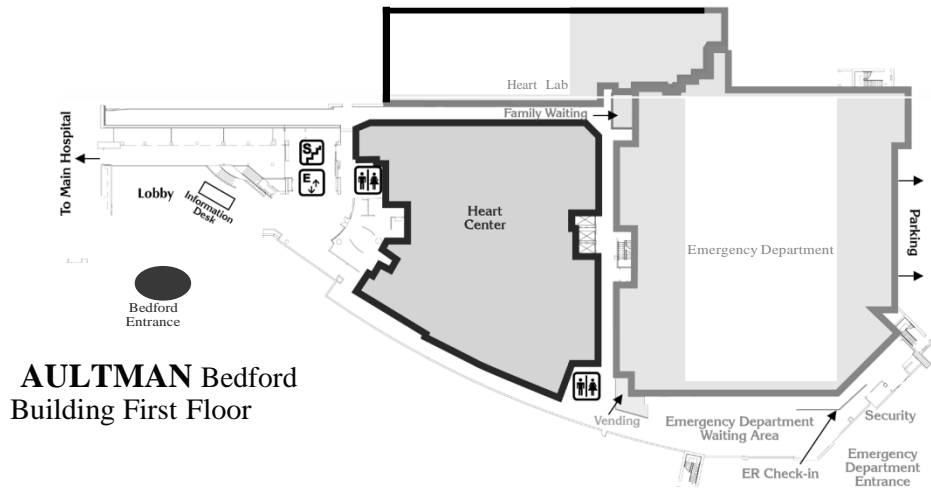 Heart Lab
Family Waiting
To Main Hospital
S
E
Lobby
Information
Desk
Heart
Center
Emergency Department
Parking
Bedford
Entrance
AULTMAN Bedford
Building First Floor
Vending
Emergency Department
Waiting Area
Security
ER Check-in
Emergency
Department
Entrance